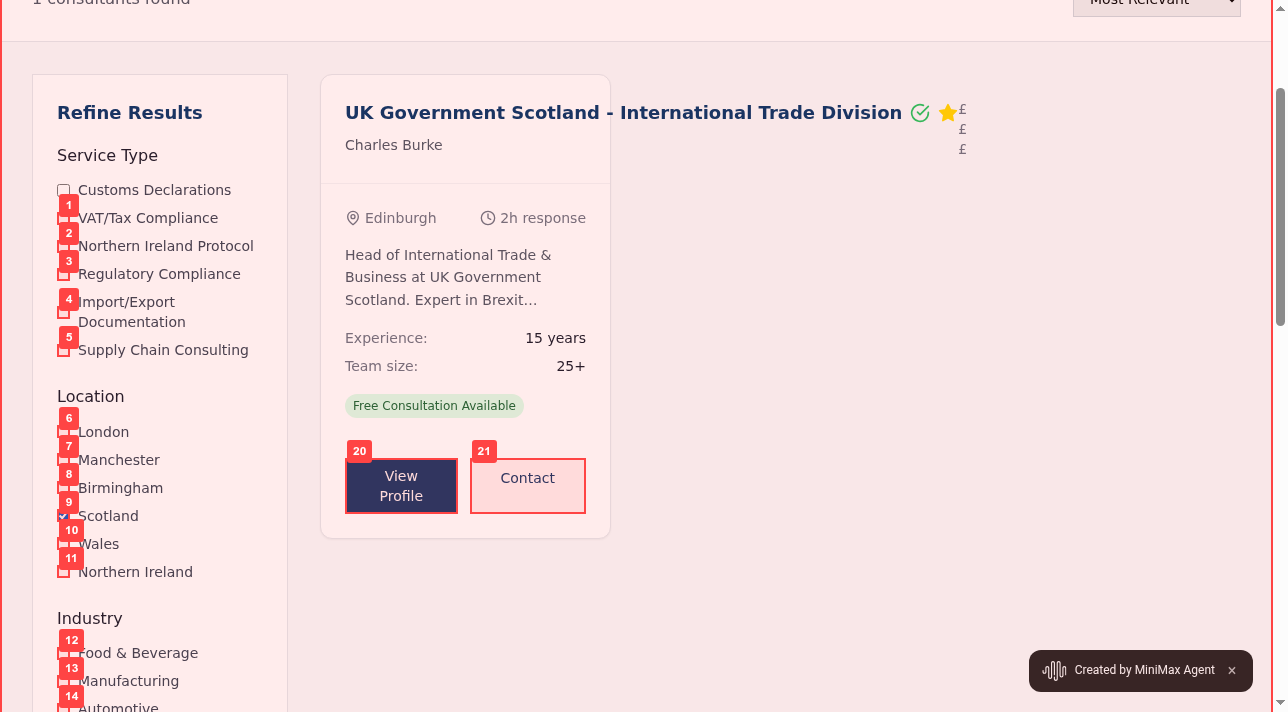 1 consultants found
Most Relevant
Refine Results
Service Type
Customs Declarations
1
VAT/Tax Compliance
2
Northern Ireland Protocol
3
Regulatory Compliance
4
Import/Export
Documentation
5
Supply Chain Consulting
Location
6
London
7
Manchester
8
Birmingham
9
Scotland
10
Wales
11
Northern Ireland
Industry
12
Food & Beverage
13
Manufacturing
14
Automotive
UK Government Scotland - International Trade Division
£
£
£
Charles Burke
Edinburgh
2h response
Head of International Trade &
Business at UK Government
Scotland. Expert in Brexit...
Experience: 15 years
Team size: 25+
Free Consultation Available
20
View
Profile
21
Contact
Created by MiniMax Agent ×